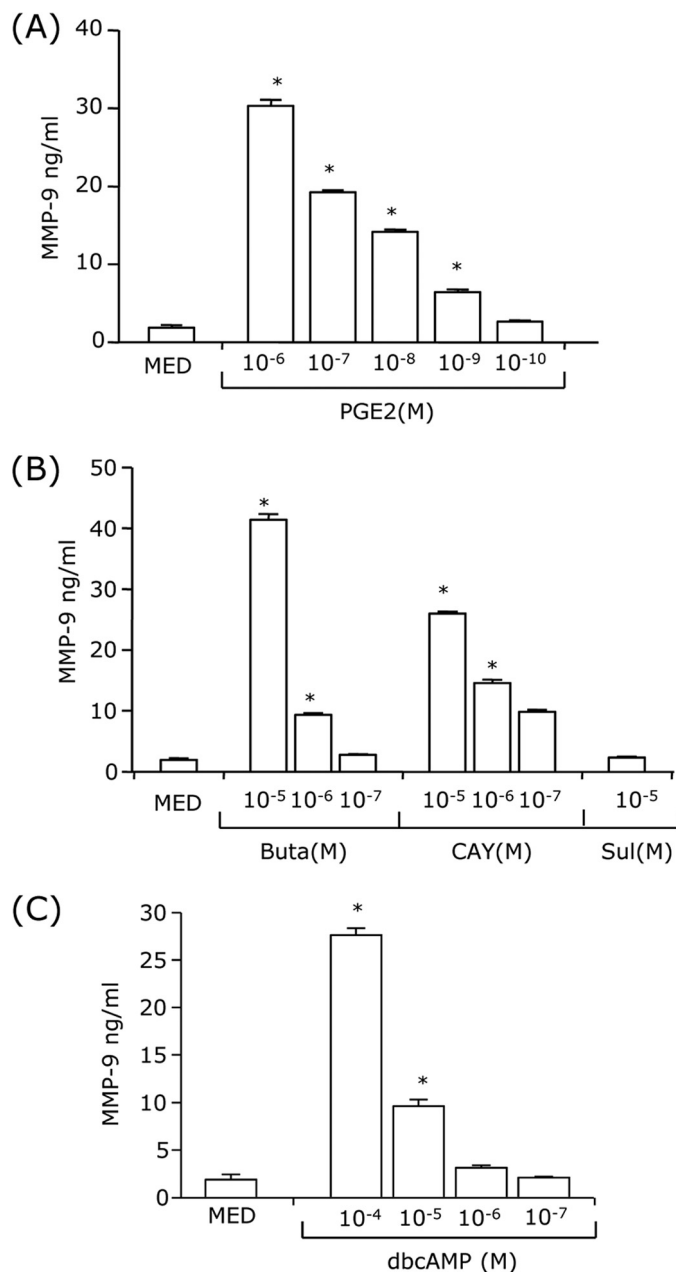 (A)
MMP-9 ng/ml
40
30
20
10
0
*
*
*
*
MED
10⁻⁶ 10⁻⁷ 10⁻⁸ 10⁻⁹ 10⁻¹⁰
PGE2(M)
(B)
MMP-9 ng/ml
50
40
30
20
10
0
*
*
*
*
MED
10⁻⁵ 10⁻⁶ 10⁻⁷ 10⁻⁵ 10⁻⁶ 10⁻⁷ 10⁻⁵
Buta(M) CAY(M) Sul(M)
(C)
MMP-9 ng/ml
30
25
20
15
10
5
0
*
*
MED
10⁻⁴ 10⁻⁵ 10⁻⁶ 10⁻⁷
dbcAMP (M)